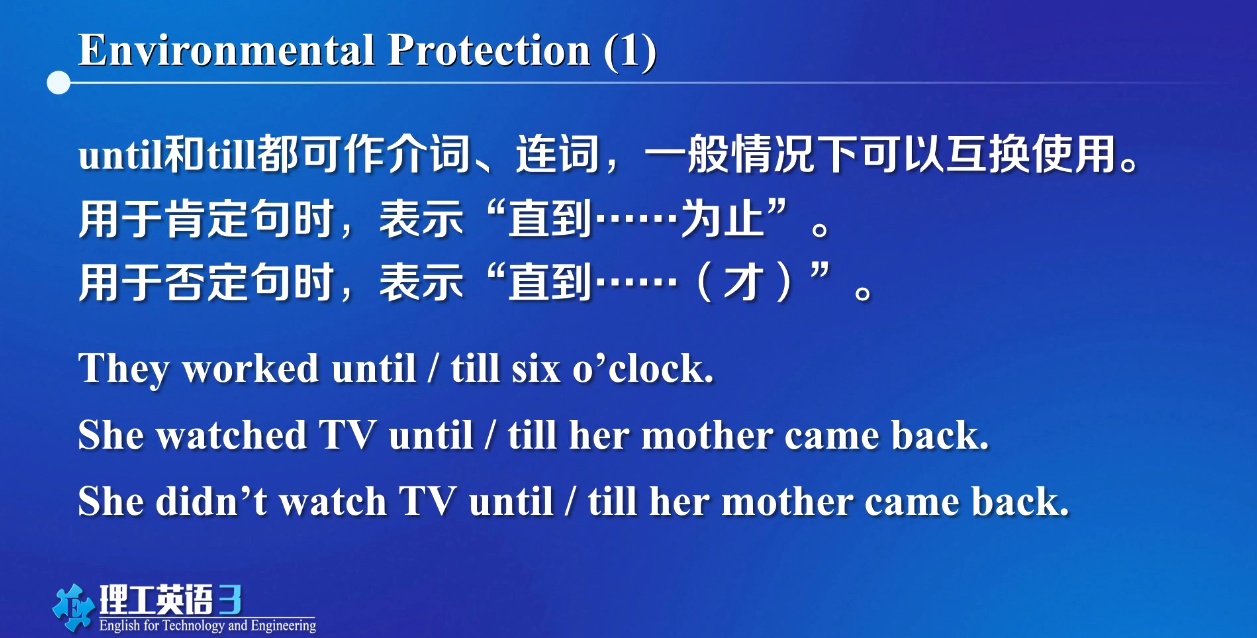 Environmental Protection (1)
until和till都可作介词、连词，一般情况下可以互换使用。
用于肯定句时，表示“直到……为止”。
用于否定句时，表示“直到……（才）”。
They worked until / till six o’clock.
She watched TV until / till her mother came back.
She didn’t watch TV until / till her mother came back.
理工英语3
English for Technology and Engineering